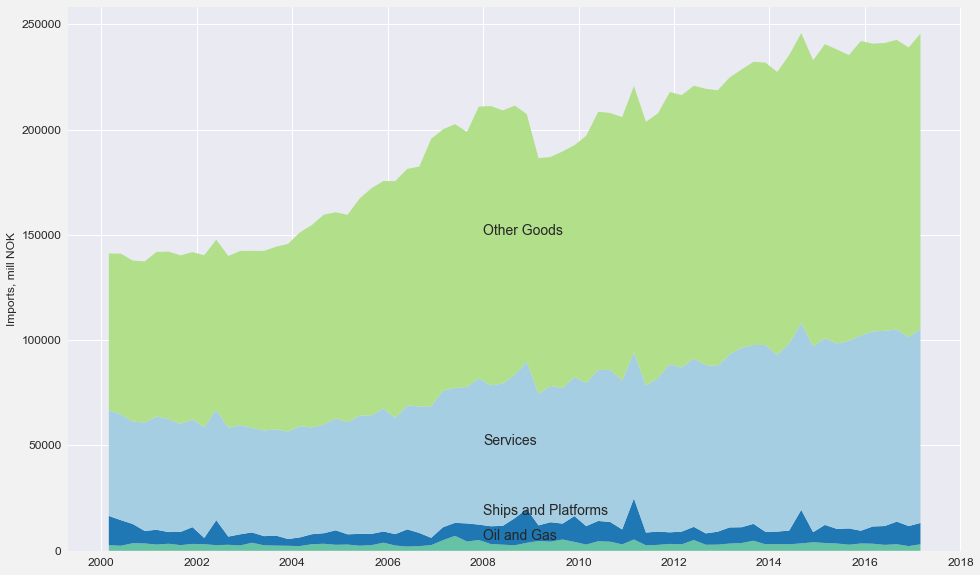 250000
200000
150000
100000
50000
0
Imports, mill NOK
Other Goods
Services
Ships and Platforms
Oil and Gas
2000 2002 2004 2006 2008 2010 2012 2014 2016 2018